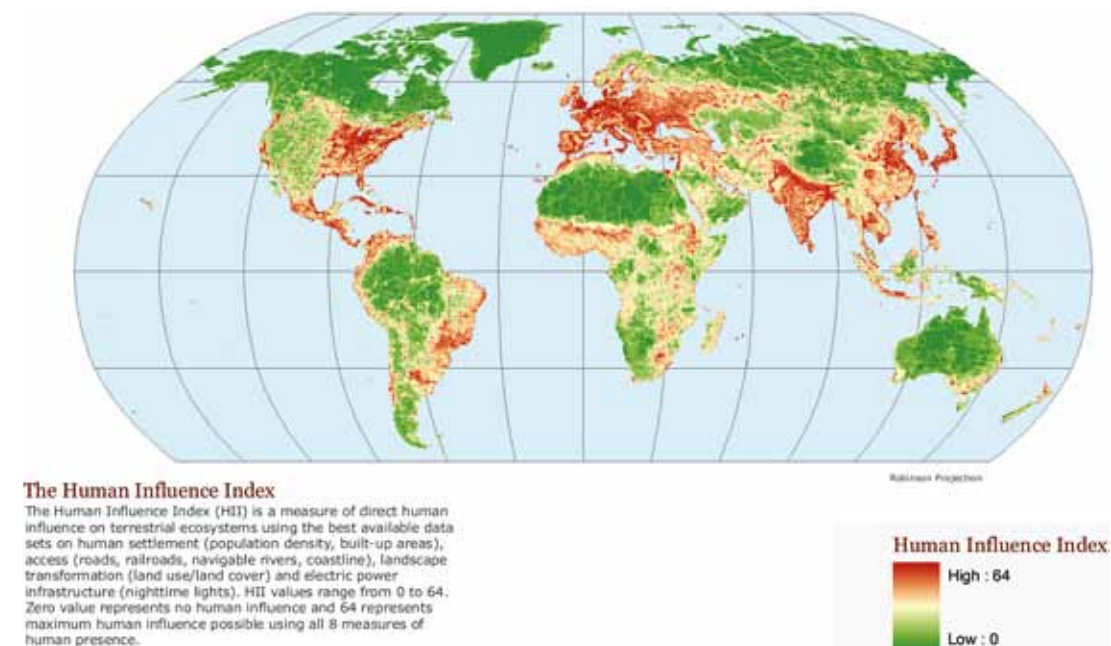 Robinson Projection
The Human Influence Index
The Human Influence Index (HII) is a measure of direct human
influence on terrestrial ecosystems using the best available data
sets on human settlement (population density, built-up areas),
access (roads, railroads, navigable rivers, coastline), landscape
transformation (land use/land cover) and electric power
infrastructure (nighttime lights). HII values range from 0 to 64.
Zero value represents no human influence and 64 represents
maximum human influence possible using all 8 measures of
human presence.
Human Influence Index
High : 64
Low : 0